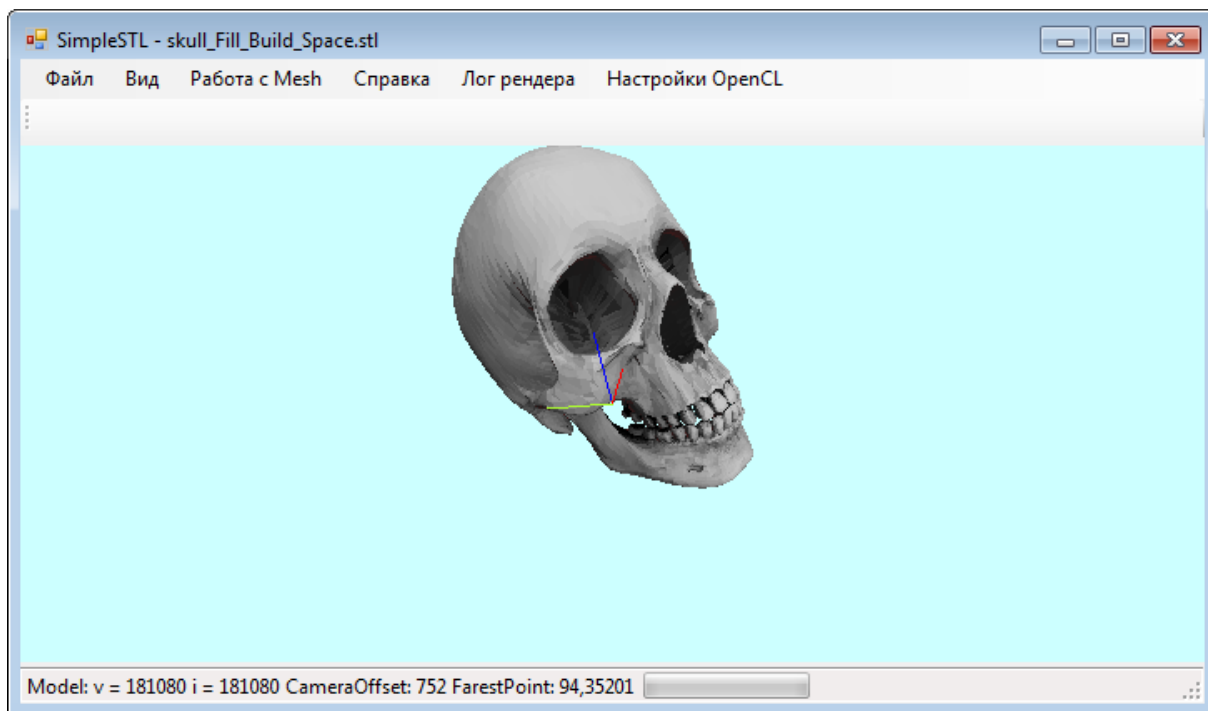 SimpleSTL - skull_Fill_Build_Space.stl
Файл Вид Работа с Mesh Справка Лог рендера Настройки OpenCL
Model: v = 181080 i = 181080 CameraOffset: 752 FarestPoint: 94,35201